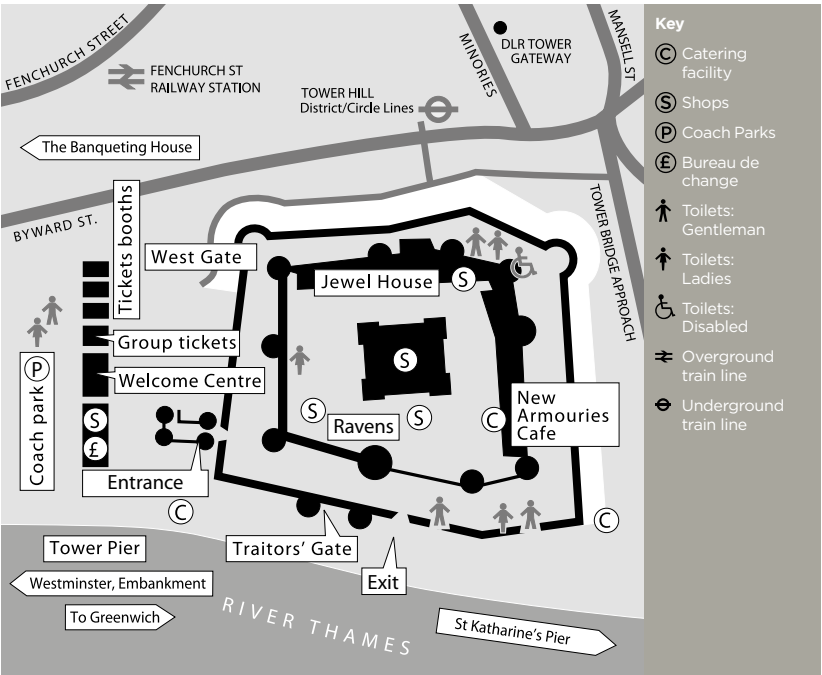 FENCHURCH STREET
FENCHURCH ST
RAILWAY STATION
TOWER HILL
District/Circle Lines
MINORIES
DLR TOWER
GATEWAY
MANSELL ST
The Banqueting House
BYWARD ST.
Tickets booths
West Gate
Jewel House
S
TOWER BRIDGE APPROACH
Group tickets
Welcome Centre
P
Coach park
S
£
S
S
S
Ravens
C
New
Armouries
Cafe
Entrance
C
C
Tower Pier
Traitors’ Gate
Exit
Westminster, Embankment
To Greenwich
RIVER THAMES
St Katharine’s Pier
Key
C Catering
facility
S Shops
P Coach Parks
£ Bureau de
change
Toilets:
Gentleman
Toilets:
Ladies
Toilets:
Disabled
Overground
train line
Underground
train line